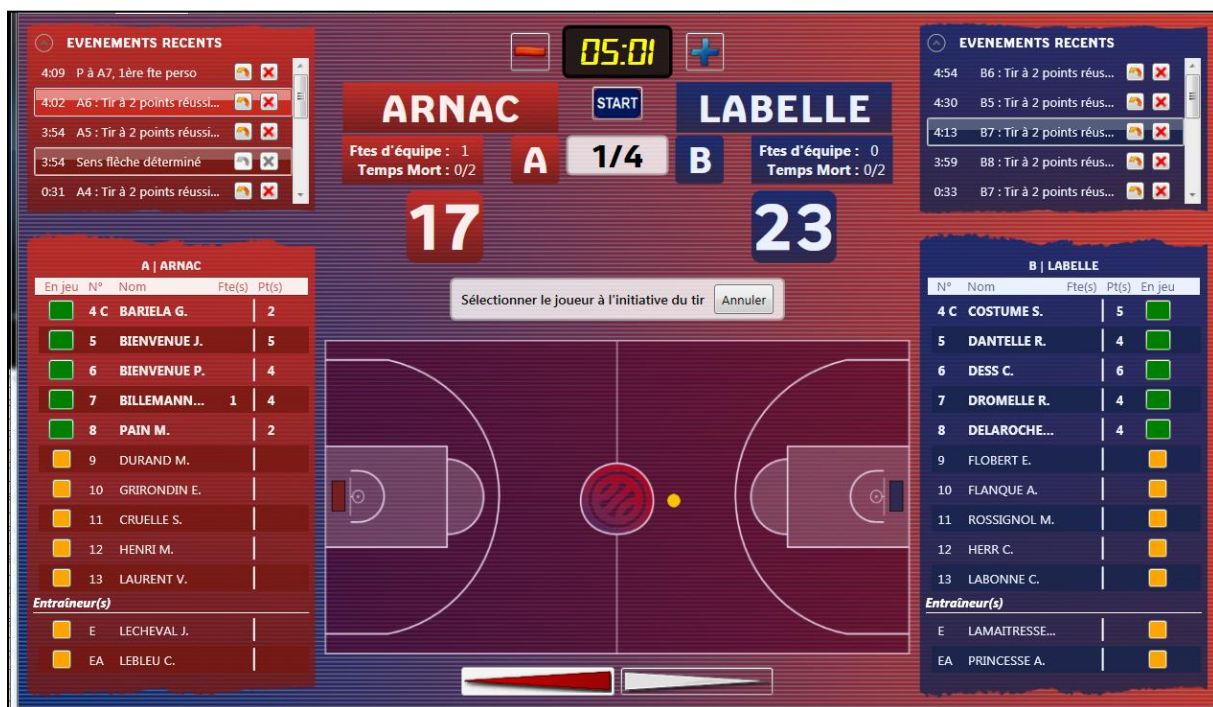 EVENEMENTS RECENTS
4:09 P à A7, 1ère fte perso
4:02 A6 : Tir à 2 points réussi...
3:54 A5 : Tir à 2 points réussi...
3:54 Sens flèche déterminé
0:31 A4 : Tir à 2 points réussi...
05:01
ARNAC START LABELLE
Ftes d'équipe : 1
Temps Mort : 0/2
A 1/4 B
Ftes d'équipe : 0
Temps Mort : 0/2
17 23
EVENEMENTS RECENTS
4:54 B6 : Tir à 2 points réus...
4:30 B5 : Tir à 2 points réus...
4:13 B7 : Tir à 2 points réus...
3:59 B8 : Tir à 2 points réus...
0:33 B7 : Tir à 2 points réus...
A | ARNAC
En jeu N° Nom Fte(s) Pt(s)
4 C BARIELA G. 2
5 BIENVENUE J. 5
6 BIENVENUE P. 4
7 BILLEMANN... 1 4
8 PAIN M. 2
9 DURAND M.
10 GRIRONDIN E.
11 CRUELLE S.
12 HENRI M.
13 LAURENT V.
Entraîneur(s)
E LECHEVAL J.
EA LEBLEU C.
Sélectionner le joueur à l'initiative du tir Annuler
B | LABELLE
N° Nom Fte(s) Pt(s) En jeu
4 C COSTUME S. 5
5 DANTELLE R. 4
6 DESS C. 6
7 DROMELLE R. 4
8 DELAROCHE... 4
9 FLOBERT E.
10 FLANQUE A.
11 ROSSIGNOL M.
12 HERR C.
13 LABONNE C.
Entraîneur(s)
E LAMAITRESSE...
EA PRINCESSE A.